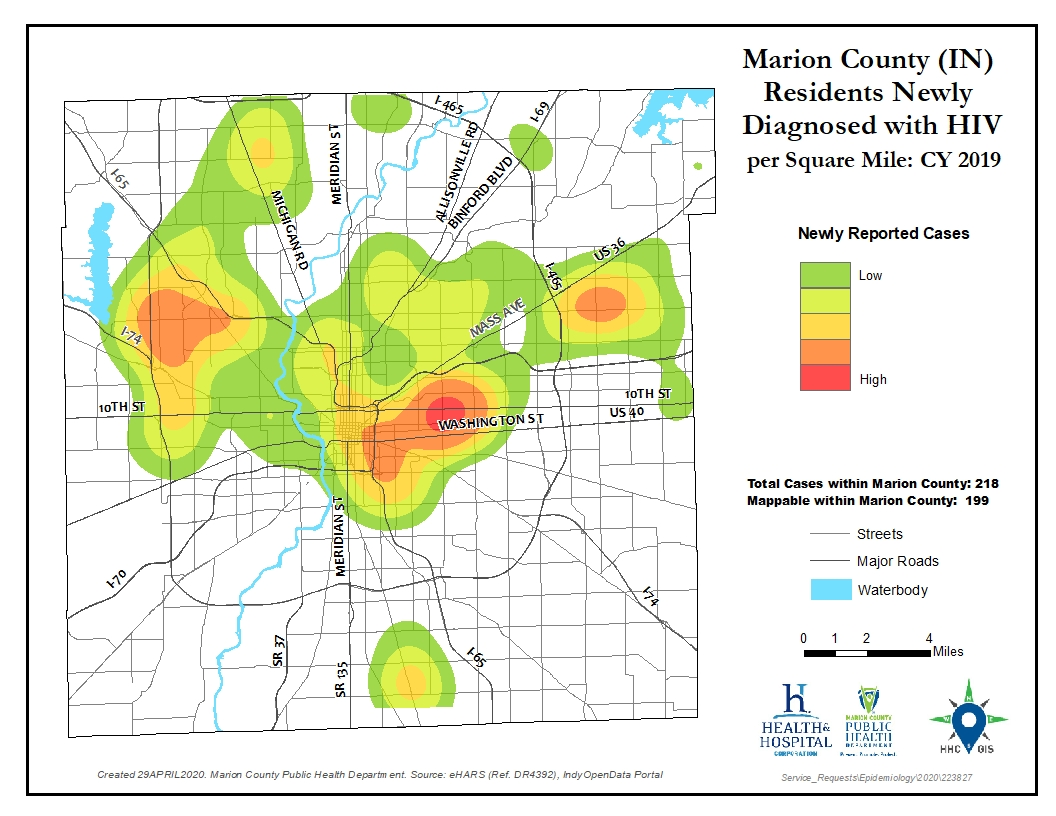 Marion County (IN)
Residents Newly
Diagnosed with HIV
per Square Mile: CY 2019
I-465
I-69
I-65
MERIDIAN ST
ALLISONVILLE RD
BINFORD BLVD
MICHIGAN RD
US 36
I-465
MASS AVE
I-74
10TH ST
10TH ST
US 40
WASHINGTON ST
MERIDIAN ST
I-70
I-74
SR 37
SR 135
I-65
Newly Reported Cases
Low
High
Total Cases within Marion County: 218
Mappable within Marion County: 199
Streets
Major Roads
Waterbody
0 1 2 4
Miles
h
HEALTH&
HOSPITAL
CORPORATION
MARION COUNTY
PUBLIC
HEALTH
DEPARTMENT
Prevent. Promote. Protect.
N
W E
S
HHC GIS
Created 29APRIL2020. Marion County Public Health Department. Source: eHARS (Ref. DR4392), IndyOpenData Portal
Service_Requests\Epidemiology\2020\223827